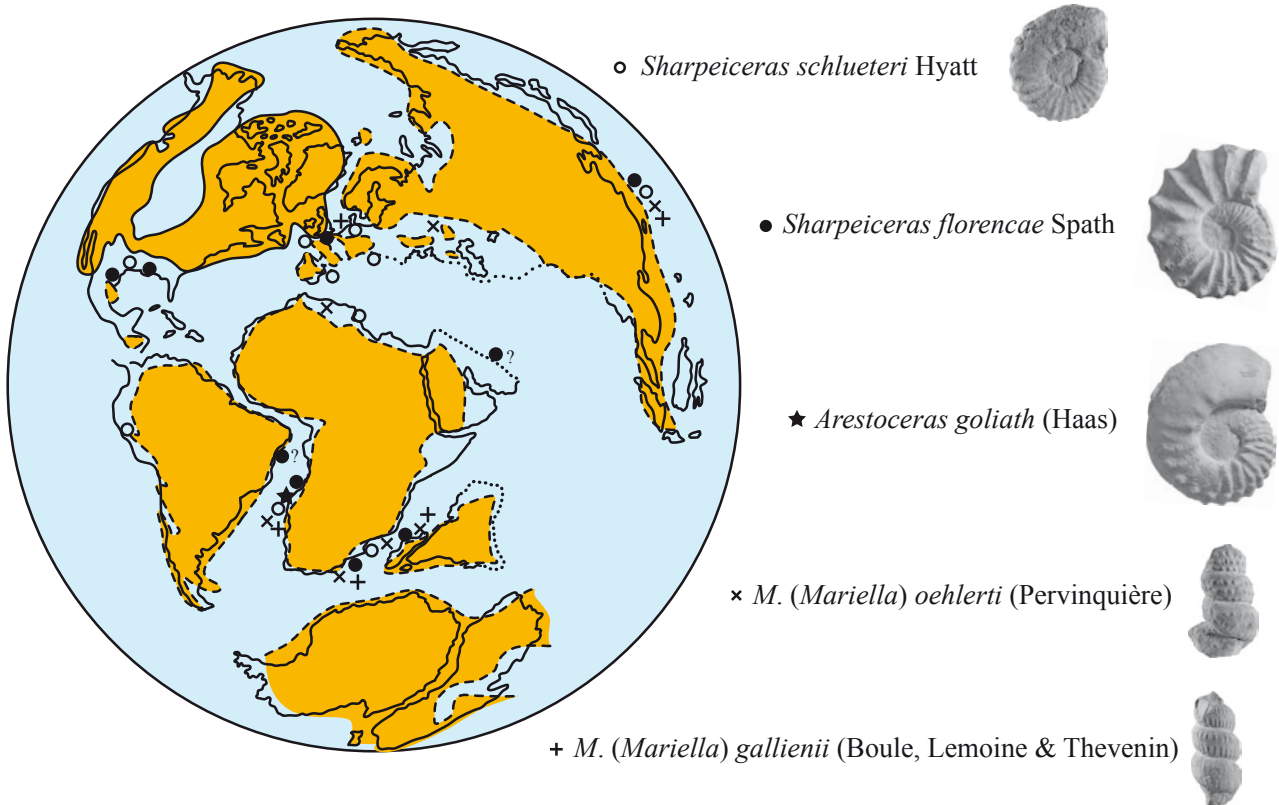 Sharpeiceras schlueteri Hyatt
Sharpeiceras florencae Spath
?
Arestoceras goliath (Haas)
?
M. (Mariella) oehlerti (Pervinquière)
M. (Mariella) gallienii (Boule, Lemoine & Thevenin)